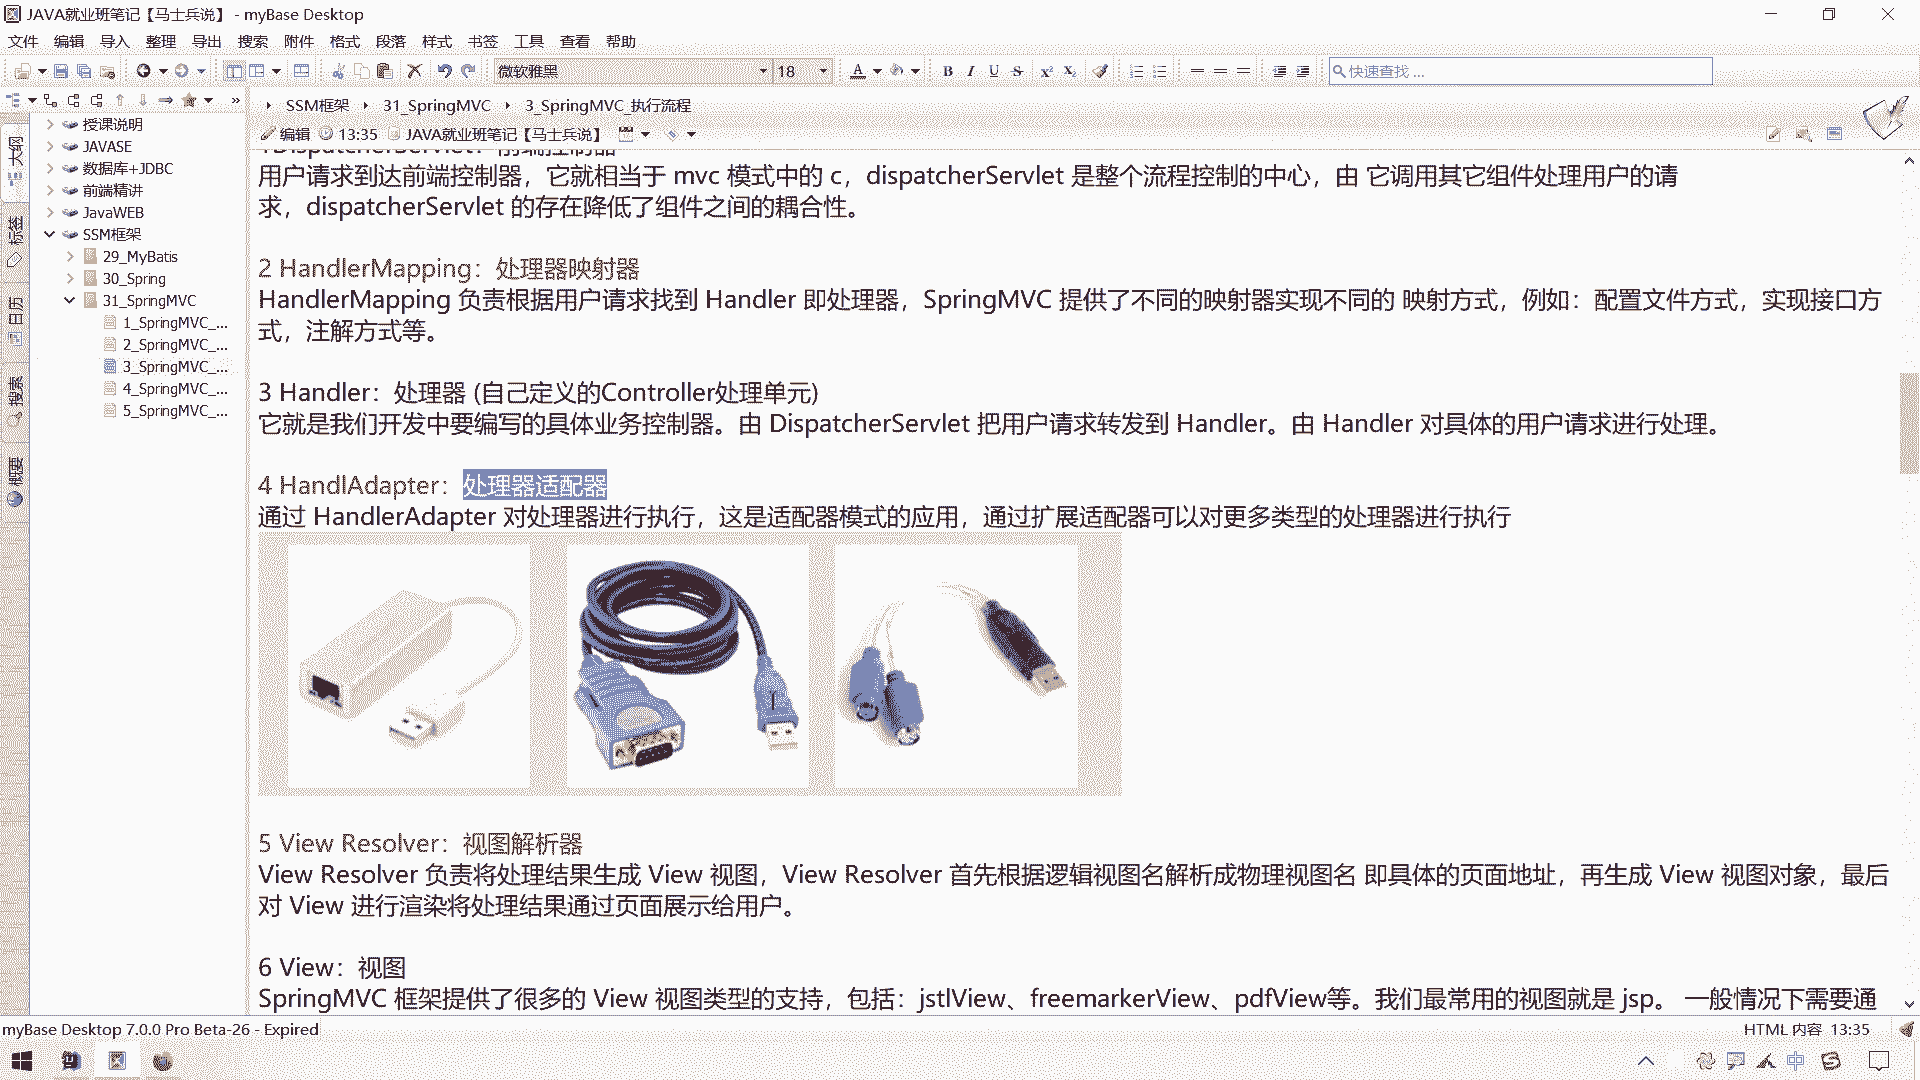 JAVA就业班笔记【马士兵说】 - myBase Desktop
文件 编辑 导入 整理 导出 搜索 附件 格式 段落 样式 书签 工具 查看 帮助
微软雅黑 18 A B I U S X² X₂ 快速查找 ...
SSM框架 31_SpringMVC 3_SpringMVC_执行流程
编辑 13:35 JAVA就业班笔记【马士兵说】
大纲
标签
日历
搜索
概要
授课说明
JAVASE
数据库+JDBC
前端精讲
JavaWEB
SSM框架
29_MyBatis
30_Spring
31_SpringMVC
1_SpringMVC_...
2_SpringMVC_...
3_SpringMVC_...
4_SpringMVC_...
5_SpringMVC_...
1DispatcherServlet：前端控制器
用户请求到达前端控制器，它就相当于 mvc 模式中的 c，dispatcherServlet 是整个流程控制的中心，由 它调用其它组件处理用户的请
求，dispatcherServlet 的存在降低了组件之间的耦合性。
2 HandlerMapping：处理器映射器
HandlerMapping 负责根据用户请求找到 Handler 即处理器，SpringMVC 提供了不同的映射器实现不同的 映射方式，例如：配置文件方式，实现接口方
式，注解方式等。
3 Handler：处理器 (自己定义的Controller处理单元)
它就是我们开发中要编写的具体业务控制器。由 DispatcherServlet 把用户请求转发到 Handler。由 Handler 对具体的用户请求进行处理。
4 HandlAdapter：处理器适配器
通过 HandlerAdapter 对处理器进行执行，这是适配器模式的应用，通过扩展适配器可以对更多类型的处理器进行执行
5 View Resolver：视图解析器
View Resolver 负责将处理结果生成 View 视图，View Resolver 首先根据逻辑视图名解析成物理视图名 即具体的页面地址，再生成 View 视图对象，最后
对 View 进行渲染将处理结果通过页面展示给用户。
6 View：视图
SpringMVC 框架提供了很多的 View 视图类型的支持，包括：jstlView、freemarkerView、pdfView等。我们最常用的视图就是 jsp。 一般情况下需要通
myBase Desktop 7.0.0 Pro Beta-26 - Expired HTML 内容 13:35
中